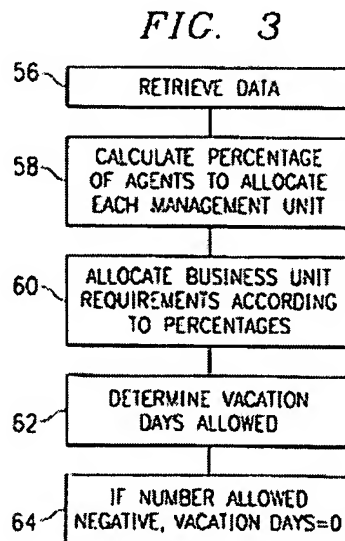 FIG. 3
56
RETRIEVE DATA
58
CALCULATE PERCENTAGE
OF AGENTS TO ALLOCATE
EACH MANAGEMENT UNIT
60
ALLOCATE BUSINESS UNIT
REQUIREMENTS ACCORDING
TO PERCENTAGES
62
DETERMINE VACATION
DAYS ALLOWED
64
IF NUMBER ALLOWED
NEGATIVE, VACATION DAYS=0